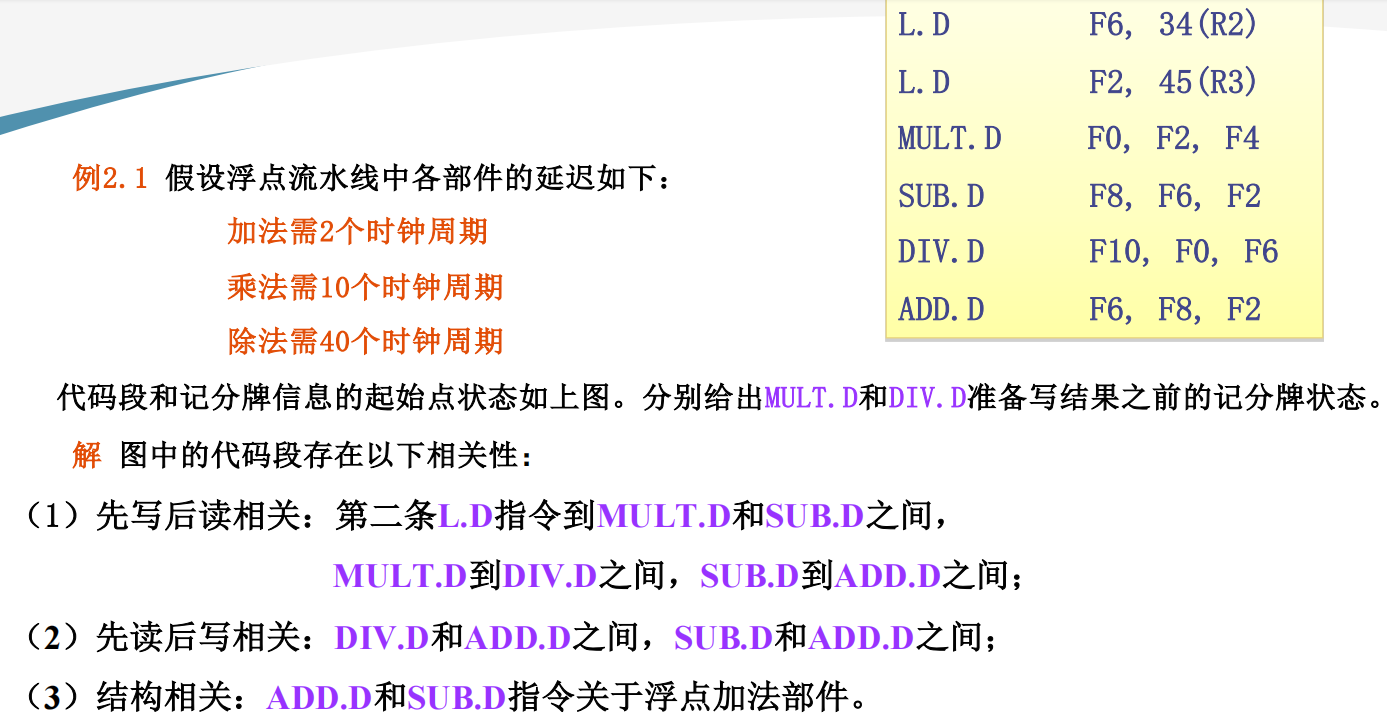 L.D F6, 34(R2)
L.D F2, 45(R3)
MULT.D F0, F2, F4
SUB.D F8, F6, F2
DIV.D F10, F0, F6
ADD.D F6, F8, F2
例2.1 假设浮点流水线中各部件的延迟如下：
加法需2个时钟周期
乘法需10个时钟周期
除法需40个时钟周期
代码段和记分牌信息的起始点状态如上图。分别给出MULT.D和DIV.D准备写结果之前的记分牌状态。
解 图中的代码段存在以下相关性：
（1）先写后读相关：第二条L.D指令到MULT.D和SUB.D之间，
MULT.D到DIV.D之间，SUB.D到ADD.D之间；
（2）先读后写相关：DIV.D和ADD.D之间，SUB.D和ADD.D之间；
（3）结构相关：ADD.D和SUB.D指令关于浮点加法部件。